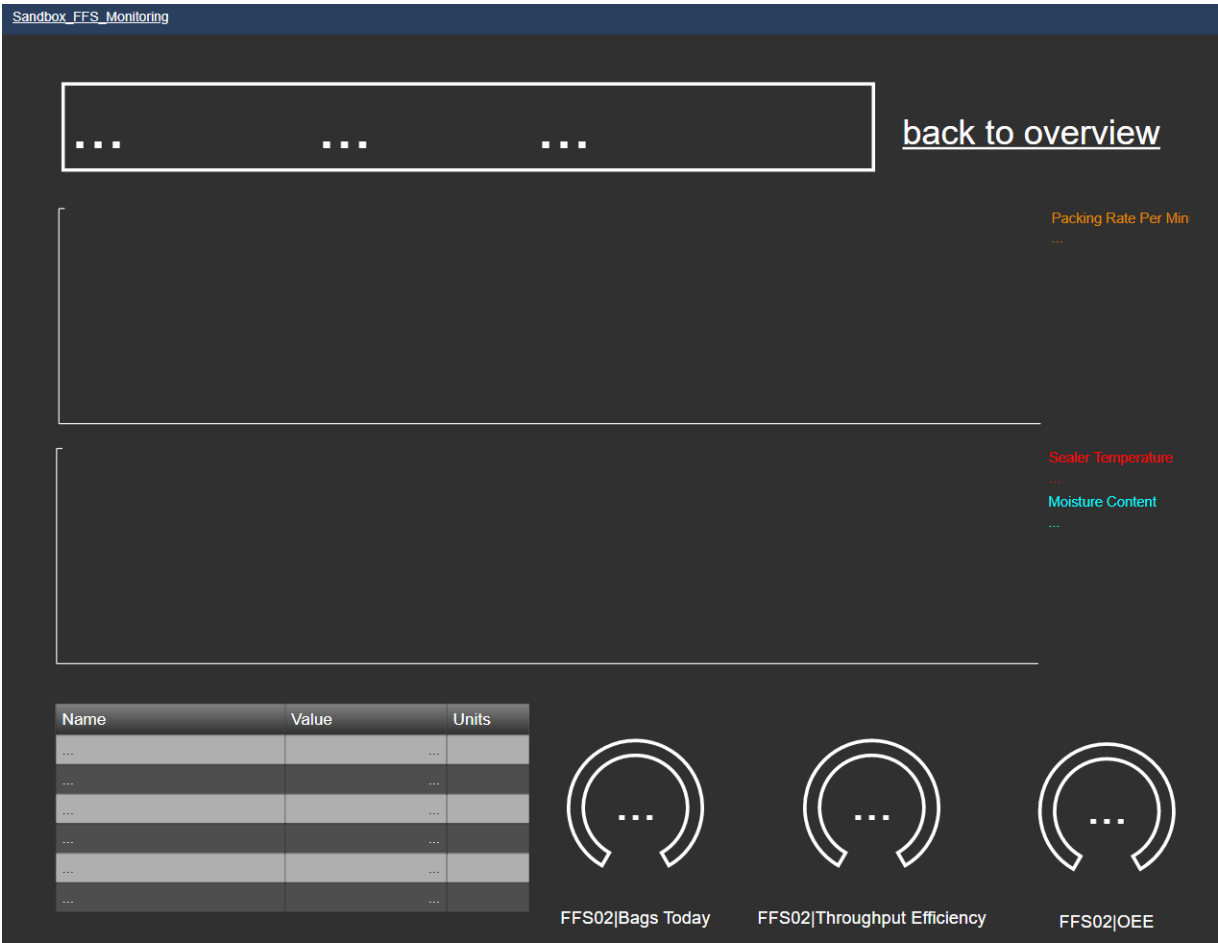 Sandbox_FFS_Monitoring
... ... ...
back to overview
Packing Rate Per Min
...
Sealer Temperature
...
Moisture Content
...
Name Value Units
... ...
... ...
... ...
... ...
... ...
... ...
...
FFS02|Bags Today
...
FFS02|Throughput Efficiency
...
FFS02|OEE